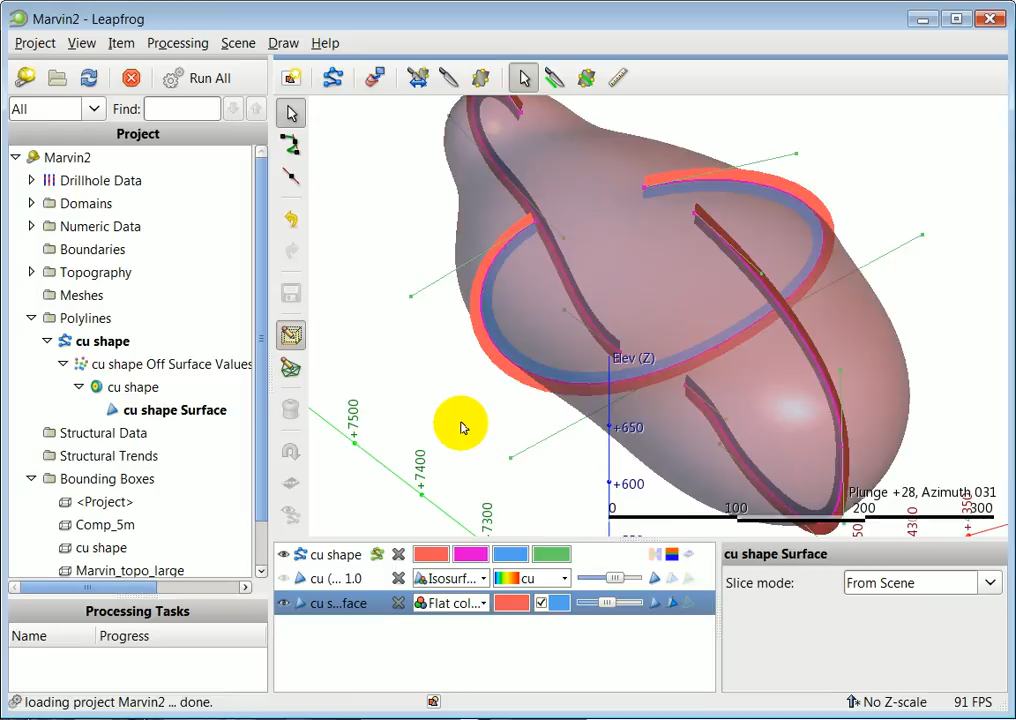 Marvin2 - Leapfrog
Project View Item Processing Scene Draw Help
Run All
All Find:
Project
Marvin2
Drillhole Data
Domains
Numeric Data
Boundaries
Topography
Meshes
Polylines
cu shape
cu shape Off Surface Values
cu shape
cu shape Surface
Structural Data
Structural Trends
Bounding Boxes
<Project>
Comp_5m
cu shape
Marvin_topo_large
Processing Tasks
Name Progress
loading project Marvin2 ... done.
Elev (Z)
+650
+600
+7500
+7400
+7300
Plunge +28, Azimuth 031
0 100 200 300
cu shape
cu (... 1.0 Isosurf... cu
cu s...face Flat col...
cu shape Surface
Slice mode: From Scene
No Z-scale 91 FPS